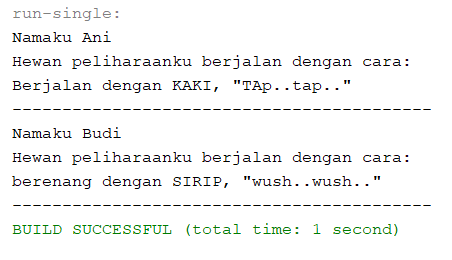 run-single:
Namaku Ani
Hewan peliharaanku berjalan dengan cara:
Berjalan dengan KAKI, "TAp..tap.."
------------------------------------------
Namaku Budi
Hewan peliharaanku berjalan dengan cara:
berenang dengan SIRIP, "wush..wush.."
------------------------------------------
BUILD SUCCESSFUL (total time: 1 second)